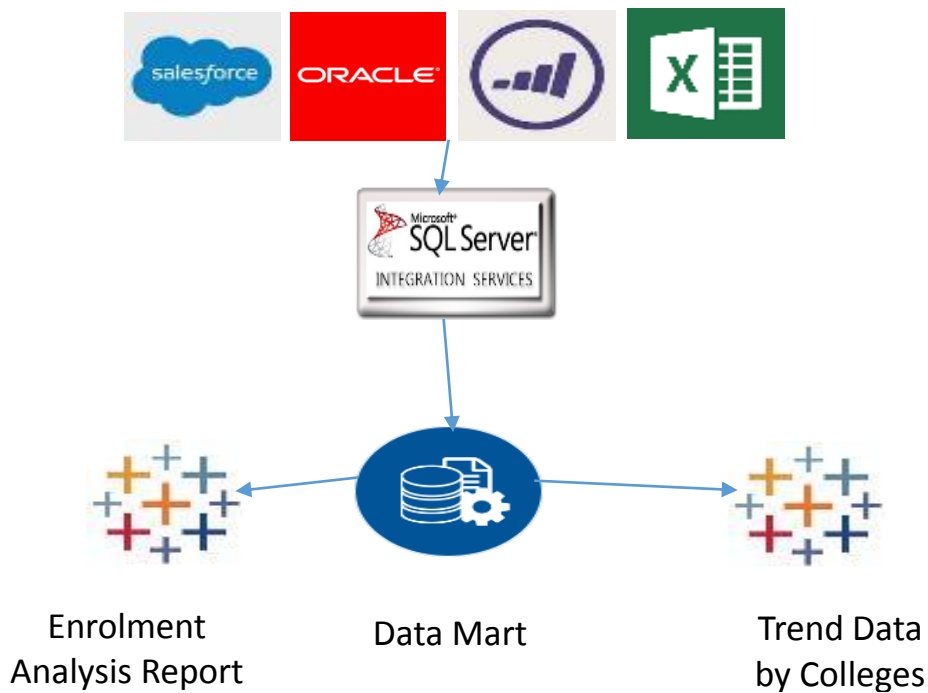 salesforce
ORACLE®
X
Microsoft®
SQL Server®
INTEGRATION SERVICES
Enrolment
Analysis Report
Data Mart
Trend Data
by Colleges